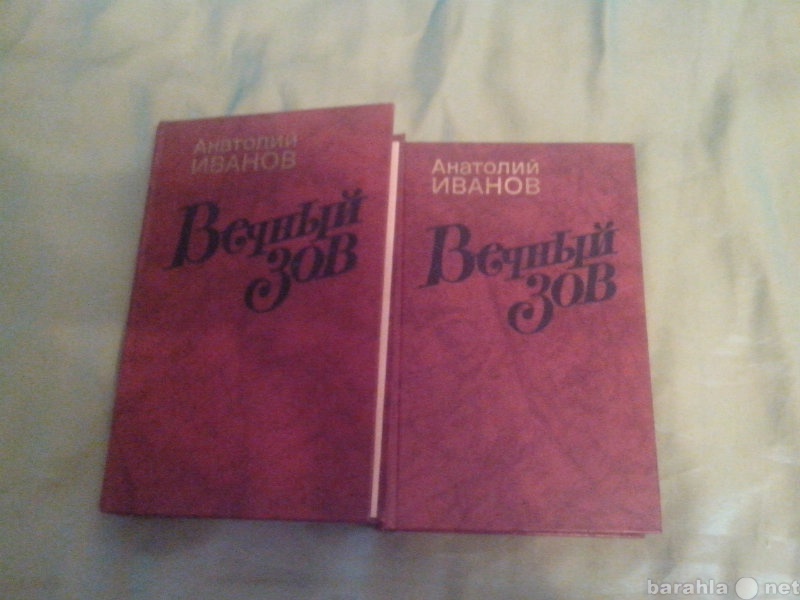 Анатолий
ИВАНОВ
Вечный
Зов
Анатолий
ИВАНОВ
Вечный
Зов
barahla net